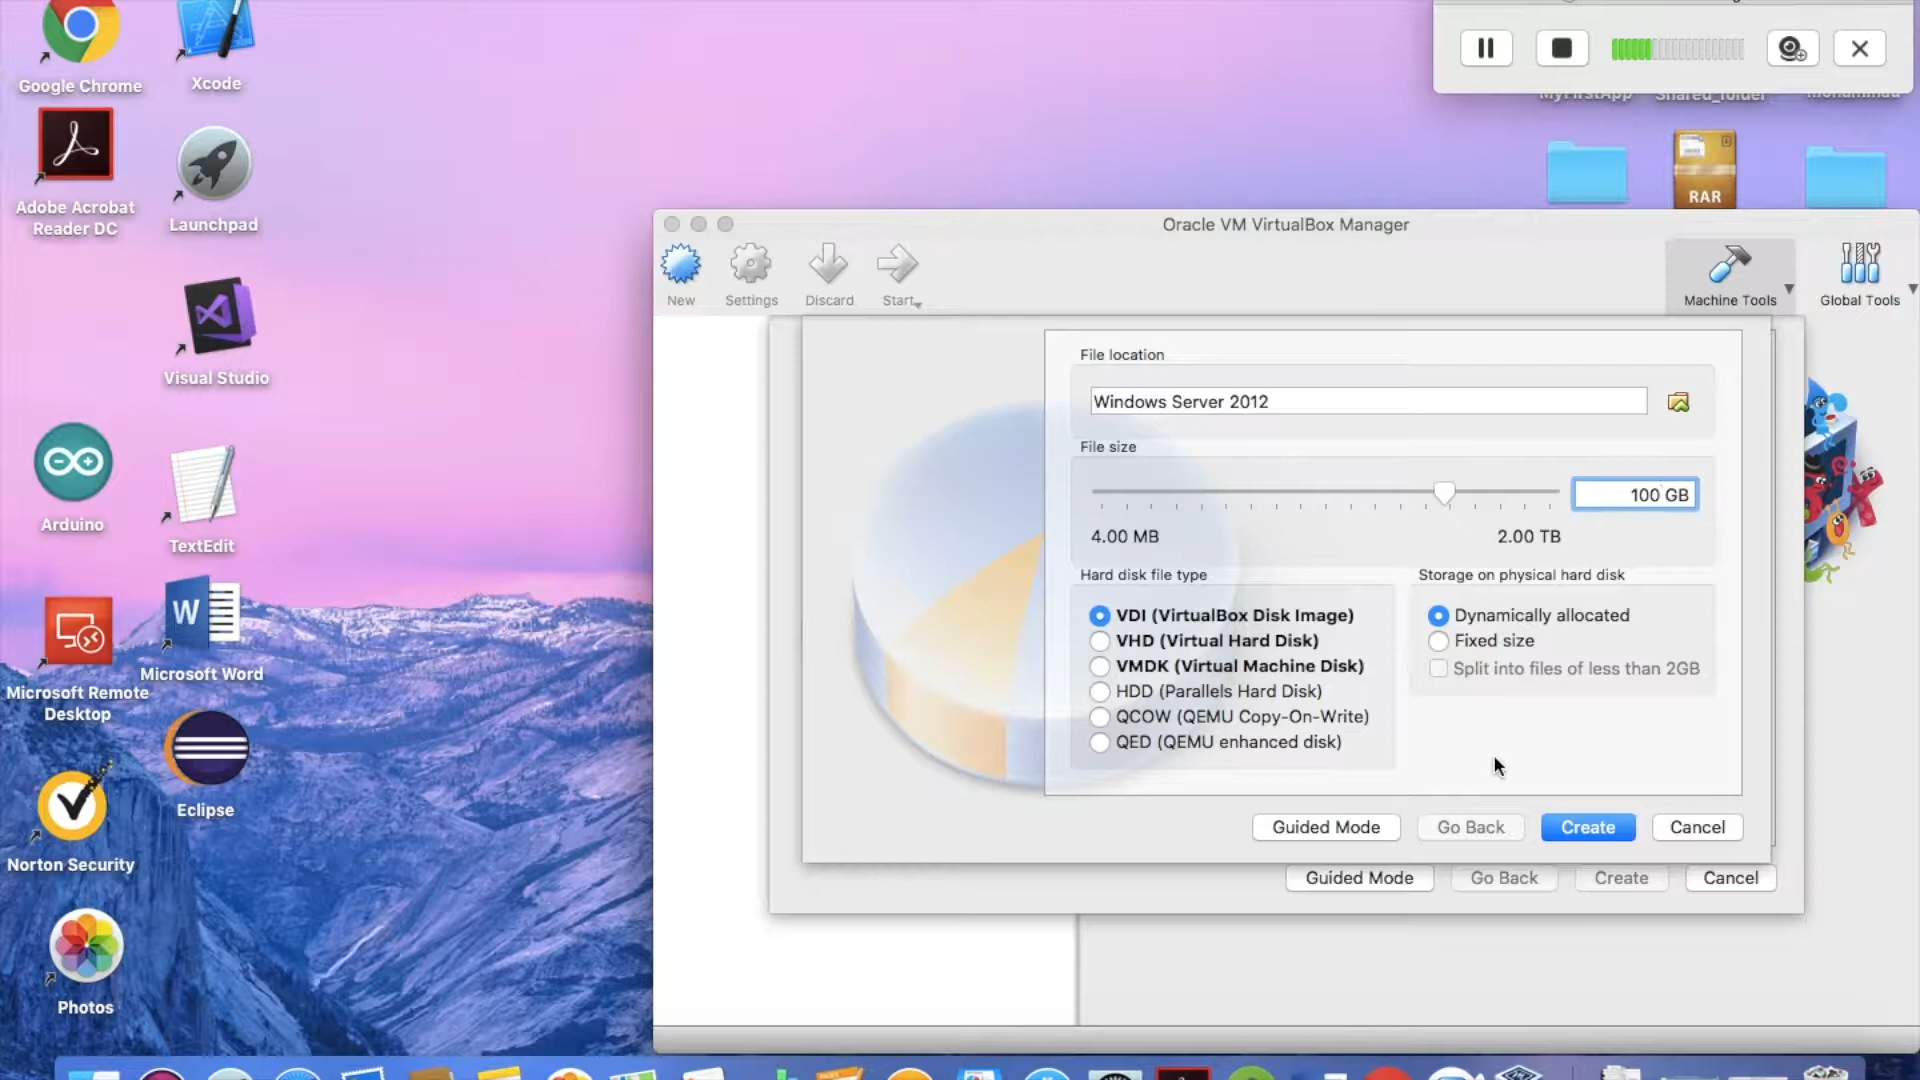 Google Chrome
Xcode
Adobe Acrobat
Reader DC
Launchpad
Visual Studio
Arduino
TextEdit
W
Microsoft Word
Microsoft Remote
Desktop
Eclipse
Norton Security
Photos
MyFirstApp
Shared_folder
Mohammad
RAR
Oracle VM VirtualBox Manager
New
Settings
Discard
Start
Machine Tools
Global Tools
File location
Windows Server 2012
File size
100 GB
4.00 MB
2.00 TB
Hard disk file type
Storage on physical hard disk
VDI (VirtualBox Disk Image)
Dynamically allocated
VHD (Virtual Hard Disk)
Fixed size
VMDK (Virtual Machine Disk)
Split into files of less than 2GB
HDD (Parallels Hard Disk)
QCOW (QEMU Copy-On-Write)
QED (QEMU enhanced disk)
Guided Mode
Go Back
Create
Cancel
Guided Mode
Go Back
Create
Cancel